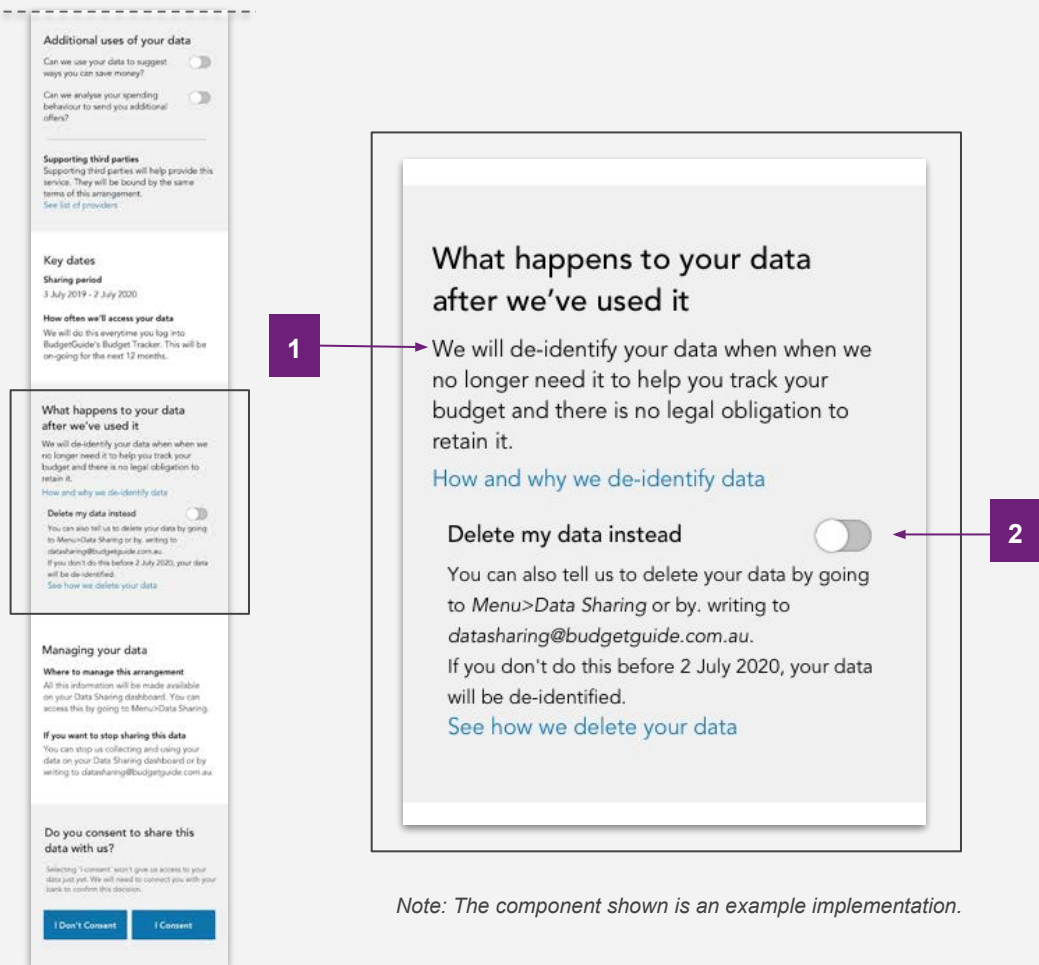 Additional uses of your data
Can we use your data to suggest
ways you can save money?
Can we analyse your spending
behaviour to send you additional
offers?
Supporting third parties
Supporting third parties will help provide this
service. They will be bound by the same
terms of this arrangement.
See list of providers
Key dates
Sharing period
3 July 2019 - 2 July 2020
How often we'll access your data
We will do this everytime you log into
BudgetGuide's Budget Tracker. This will be
on-going for the next 12 months.
What happens to your data
after we've used it
We will de-identify your data when when we
no longer need it to help you track your
budget and there is no legal obligation to
retain it.
How and why we de-identify data
Delete my data instead
You can also tell us to delete your data by going
to Menu>Data Sharing or by. writing to
datasharing@budgetguide.com.au.
If you don't do this before 2 July 2020, your data
will be de-identified.
See how we delete your data
Managing your data
Where to manage this arrangement
All this information will be made available
on your Data Sharing dashboard. You can
access this by going to Menu>Data Sharing.
If you want to stop sharing this data
You can stop us collecting and using your
data on your Data Sharing dashboard or by
writing to datasharing@budgetguide.com.au
Do you consent to share this
data with us?
Selecting 'I consent' won't give us access to your
data just yet. We will need to connect you with your
bank to confirm this decision.
I Don't Consent
I Consent
1
What happens to your data
after we've used it
We will de-identify your data when when we
no longer need it to help you track your
budget and there is no legal obligation to
retain it.
How and why we de-identify data
Delete my data instead
You can also tell us to delete your data by going
to Menu>Data Sharing or by. writing to
datasharing@budgetguide.com.au.
If you don't do this before 2 July 2020, your data
will be de-identified.
See how we delete your data
2
Note: The component shown is an example implementation.